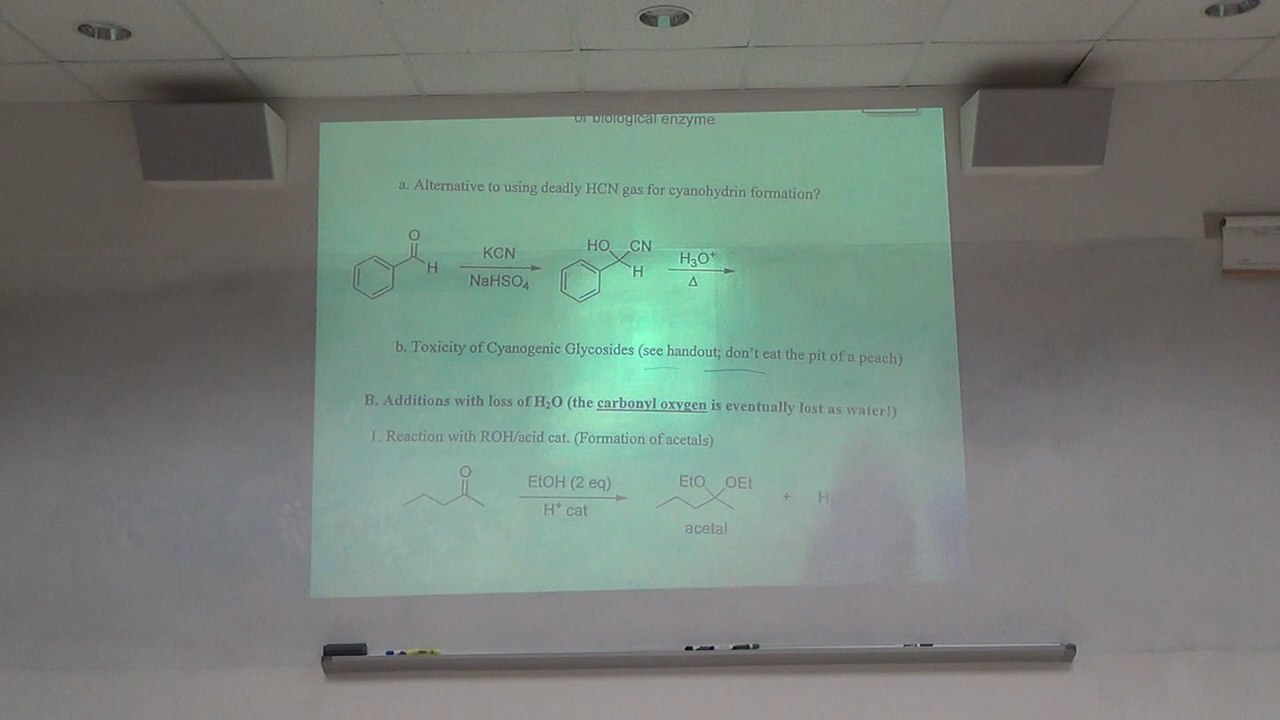 of biological enzyme
a. Alternative to using deadly HCN gas for cyanohydrin formation?
O
H
KCN
NaHSO₄
HO CN
H
H₃O⁺
Δ
b. Toxicity of Cyanogenic Glycosides (see handout; don't eat the pit of a peach)
B. Additions with loss of H₂O (the carbonyl oxygen is eventually lost as water!)
1. Reaction with ROH/acid cat. (Formation of acetals)
O
EtOH (2 eq)
H⁺ cat
EtO OEt
acetal
+ H